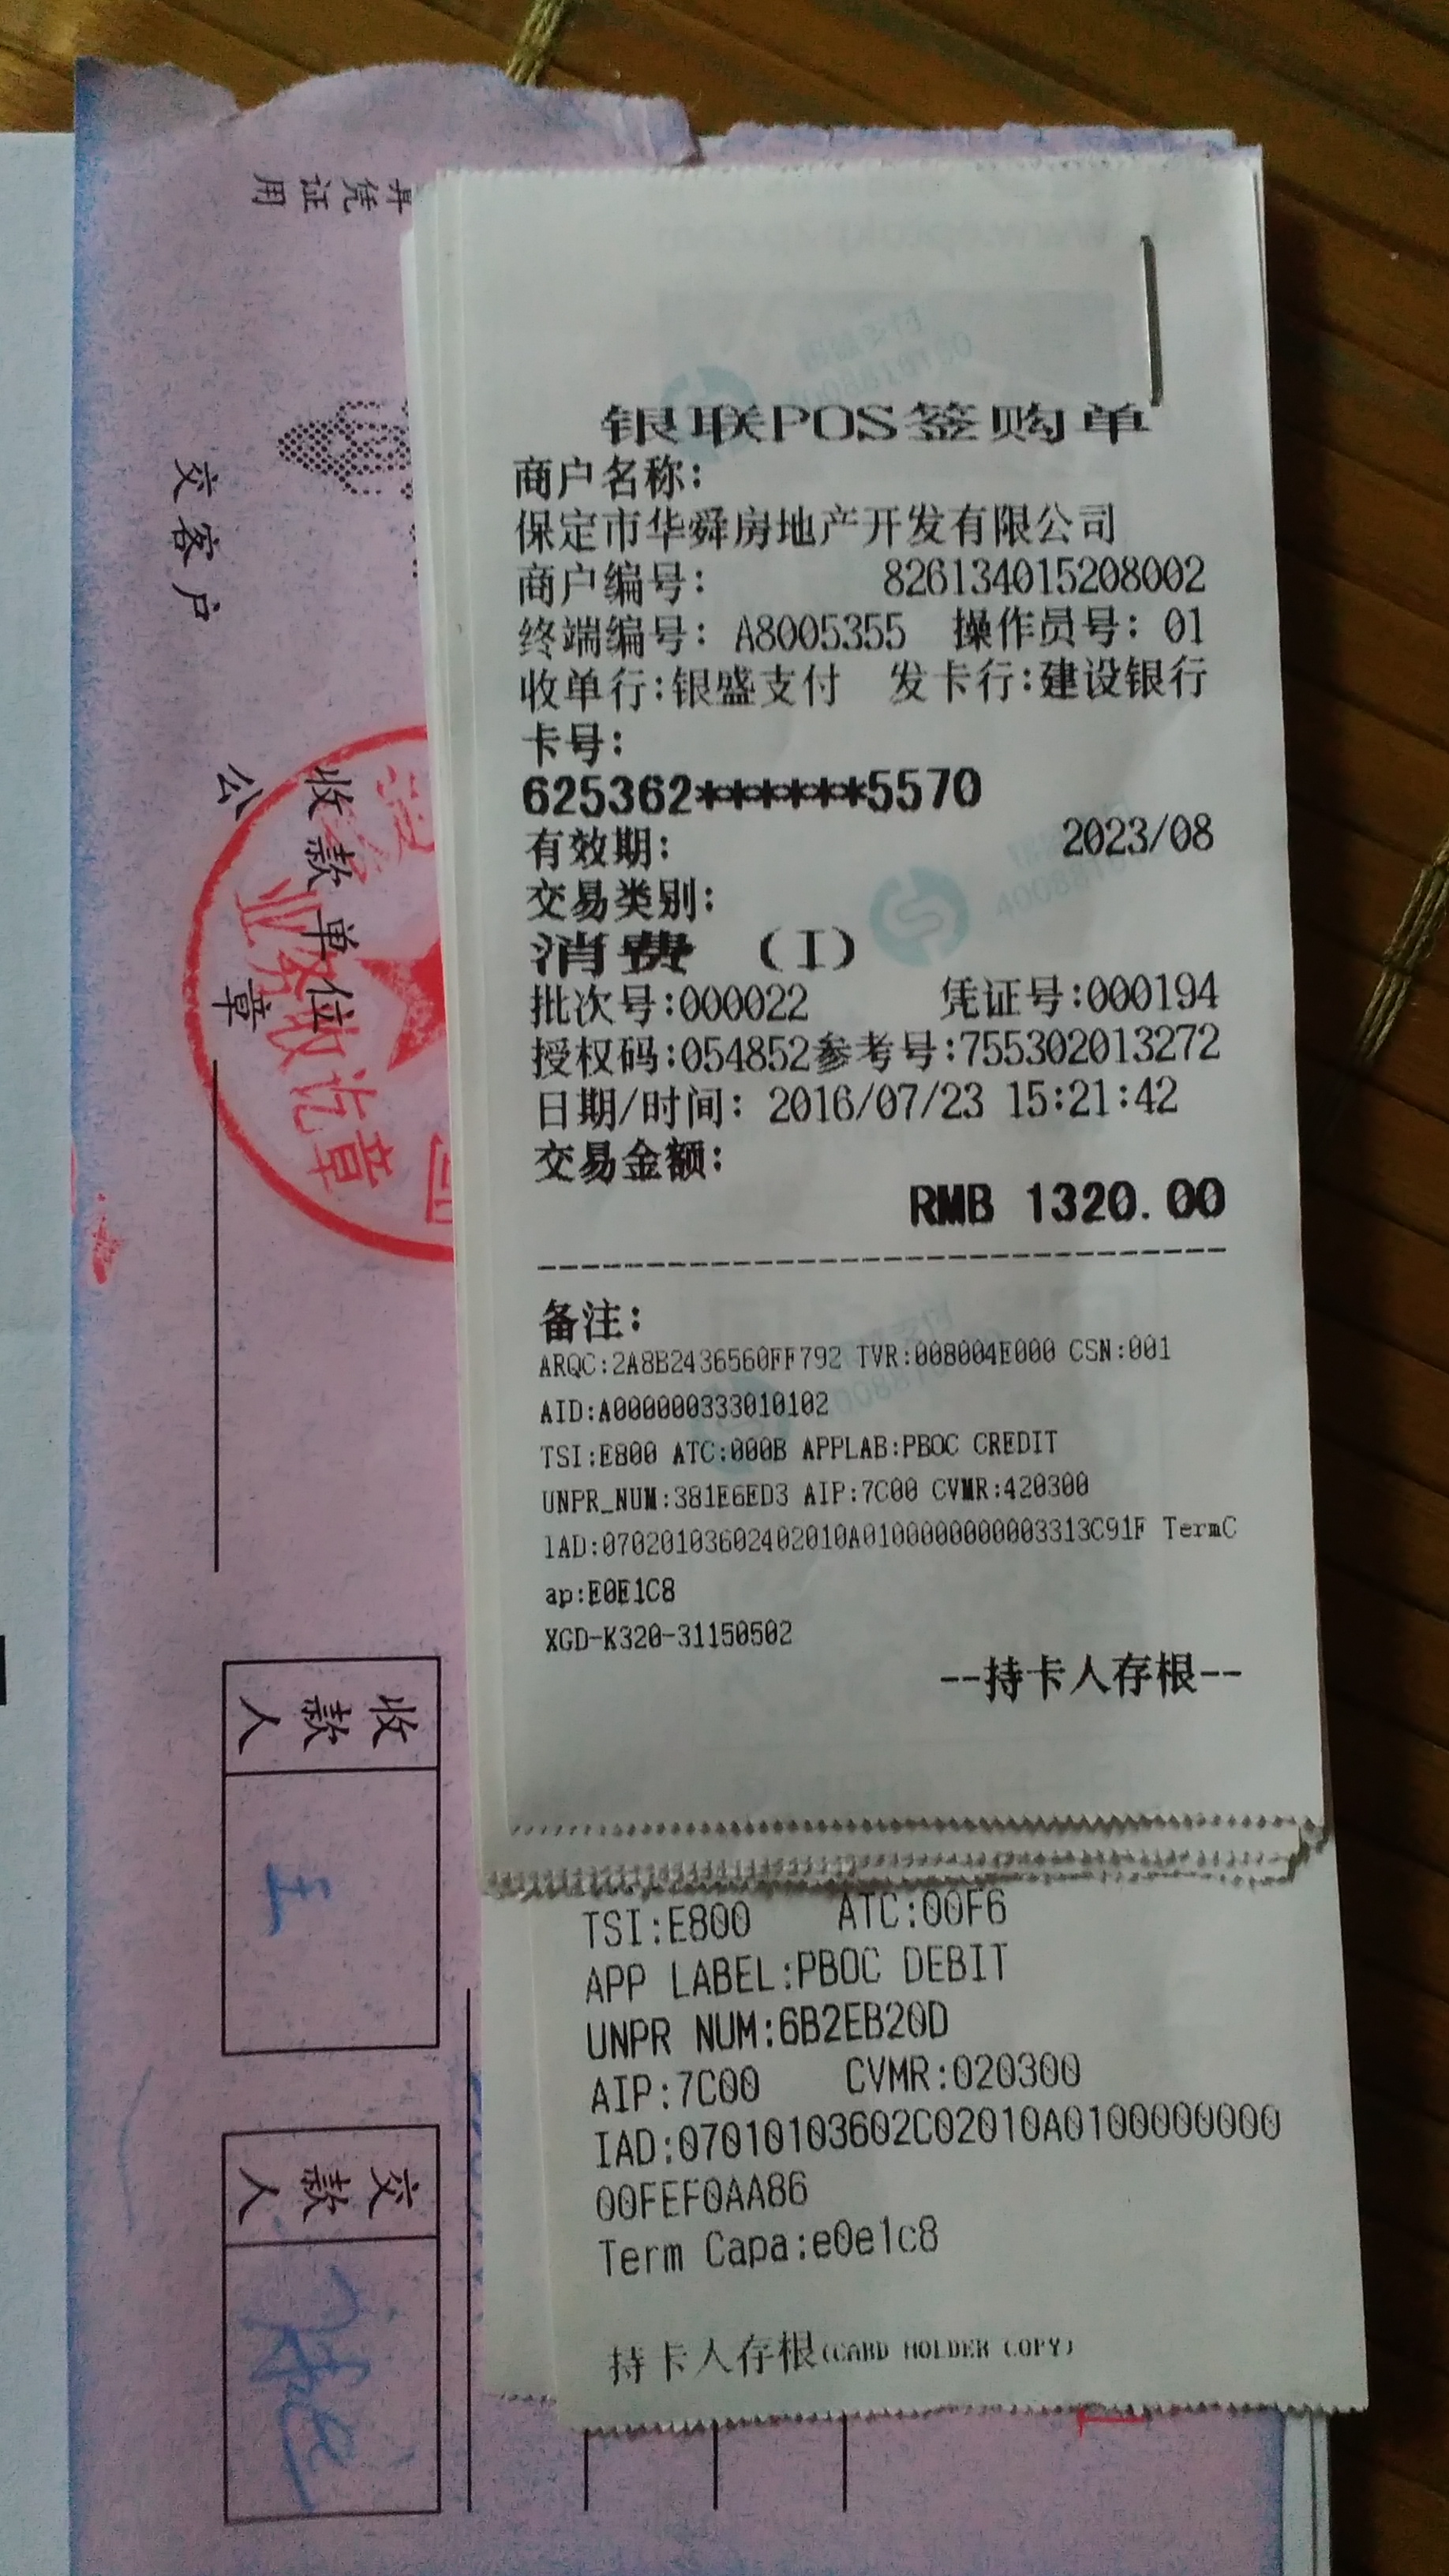 银联POS签购单
商户名称:
保定市华舜房地产开发有限公司
商户编号: 826134015208002
终端编号: A8005355 操作员号: 01
收单行:银盛支付 发卡行:建设银行
卡号:
625362******5570
有效期: 2023/08
交易类别:
消费 (I)
批次号:000022 凭证号:000194
授权码:054852参考号:755302013272
日期/时间: 2016/07/23 15:21:42
交易金额:
RMB 1320.00
备注:
ARQC:2A8B2436560FF792 TVR:008004E000 CSN:001
AID:A000000333010102
TSI:E800 ATC:000B APPLAB:PBOC CREDIT
UNPR_NUM:381E6ED3 AIP:7C00 CVMR:420300
IAD:07020103602402010A0100000000003313C91F TermC
ap:E0E1C8
XGD-K320-31150502
--持卡人存根--
TSI:E800 ATC:00F6
APP LABEL:PBOC DEBIT
UNPR NUM:6B2EB20D
AIP:7C00 CVMR:020300
IAD:07010103602C02010A0100000000
00FEF0AA86
Term Capa:e0e1c8
持卡人存根(CARD HOLDER COPY)
凭证用
交客户
收款单位
公章
收款人
王
交款人